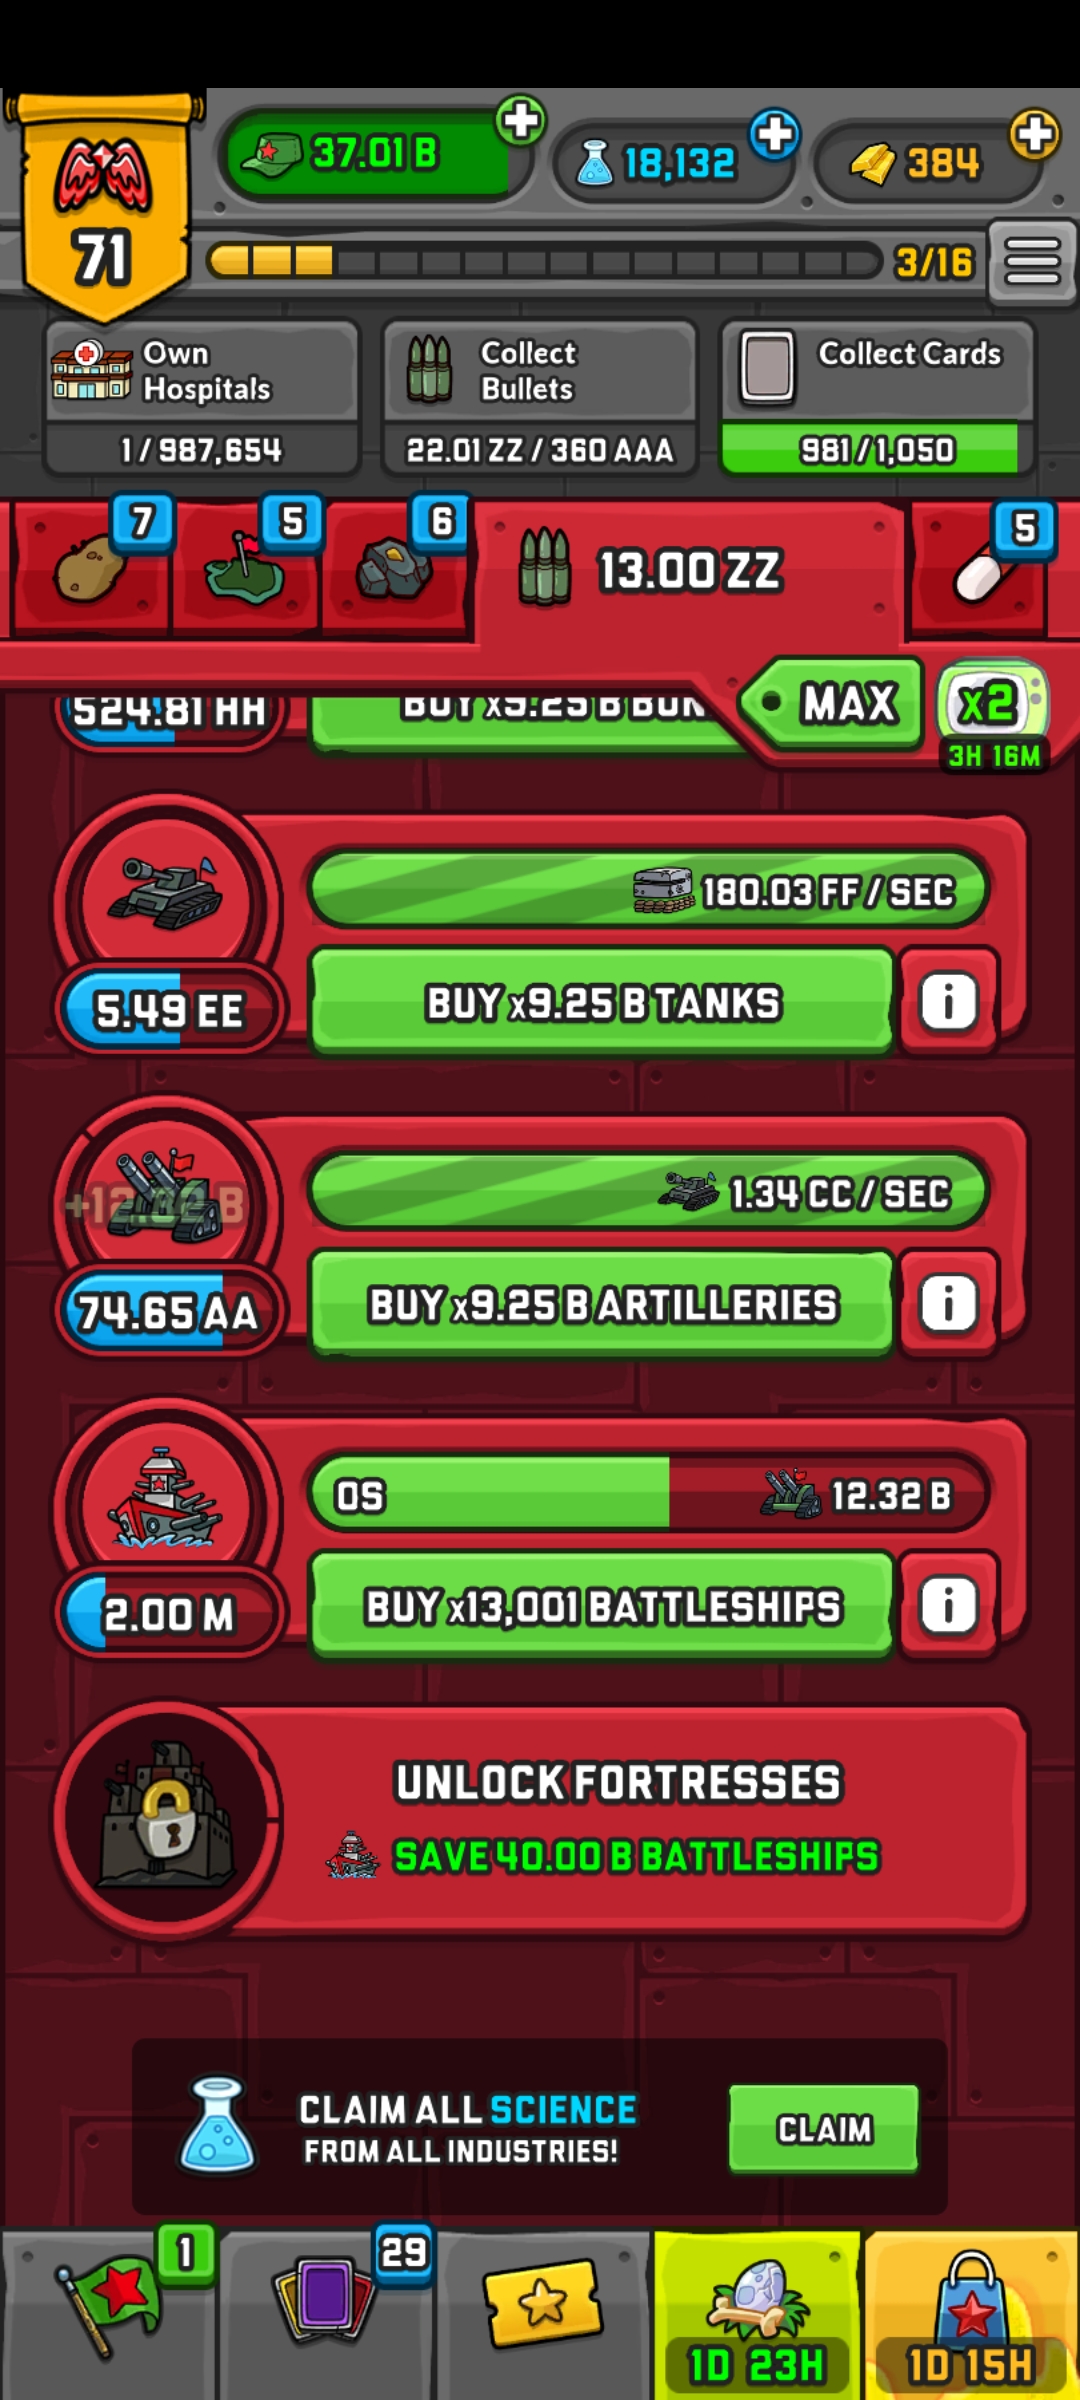 37.01 B
18,132
384
71
3/16
Own
Hospitals
1 / 987,654
Collect
Bullets
22.01 ZZ / 360 AAA
Collect Cards
981 / 1,050
7
5
6
13.00 ZZ
5
524.81 HH
BUY x9.25 B
MAX
x2
3H 16M
180.03 FF / SEC
5.49 EE
BUY x9.25 B TANKS
i
1.34 CC / SEC
74.65 AA
BUY x9.25 B ARTILLERIES
i
0S
12.32 B
2.00 M
BUY x13,001 BATTLESHIPS
i
UNLOCK FORTRESSES
SAVE 40.00 B BATTLESHIPS
CLAIM ALL SCIENCE
FROM ALL INDUSTRIES!
CLAIM
1
29
1D 23H
1D 15H